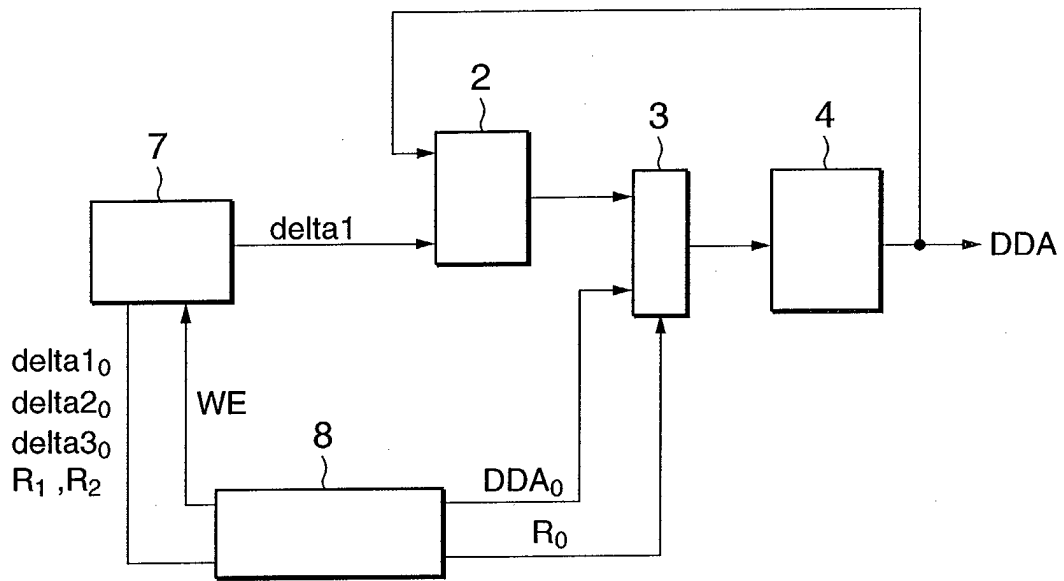 2
3
4
7
delta1
DDA
delta1₀
delta2₀
delta3₀
R₁ ,R₂
WE
8
DDA₀
R₀